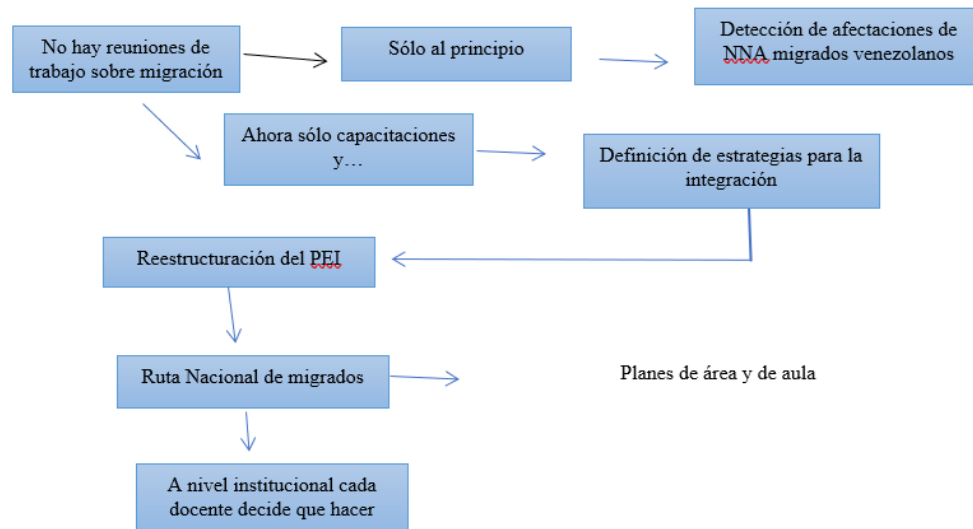 No hay reuniones de
trabajo sobre migración
Sólo al principio
Detección de afectaciones de
NNA migrados venezolanos
Ahora sólo capacitaciones
y…
Definición de estrategias para la
integración
Reestructuración del PEI
Ruta Nacional de migrados
Planes de área y de aula
A nivel institucional cada
docente decide que hacer